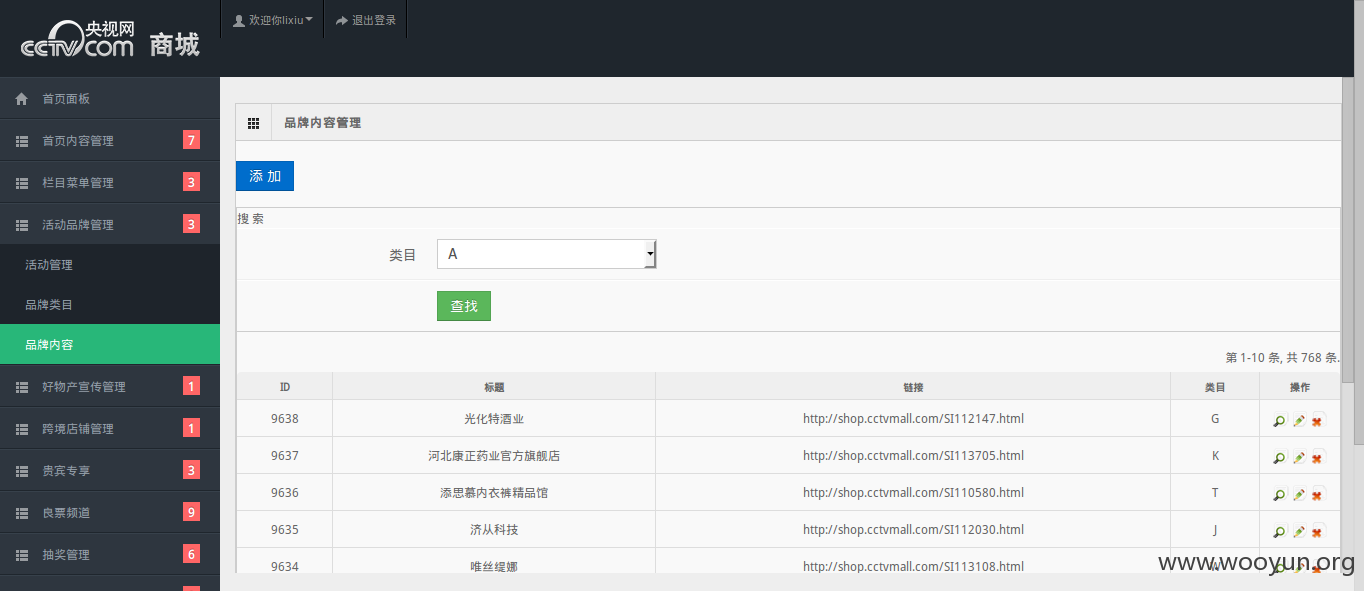 央视网
cctv.com 商城
欢迎你lixiu
退出登录
首页面板
首页内容管理 7
栏目菜单管理 3
活动品牌管理 3
活动管理
品牌类目
品牌内容
好物产宣传管理 1
跨境店铺管理 1
贵宾专享 3
良票频道 9
抽奖管理 6
品牌内容管理
添 加
搜 索
类目 A
查找
第 1-10 条, 共 768 条.
ID 标题 链接 类目 操作
9638 光化特酒业 http://shop.cctvmall.com/SI112147.html G
9637 河北康正药业官方旗舰店 http://shop.cctvmall.com/SI113705.html K
9636 添思慕内衣裤精品馆 http://shop.cctvmall.com/SI110580.html T
9635 济从科技 http://shop.cctvmall.com/SI112030.html J
9634 唯丝缇娜 http://shop.cctvmall.com/SI113108.html W
www.wooyun.org